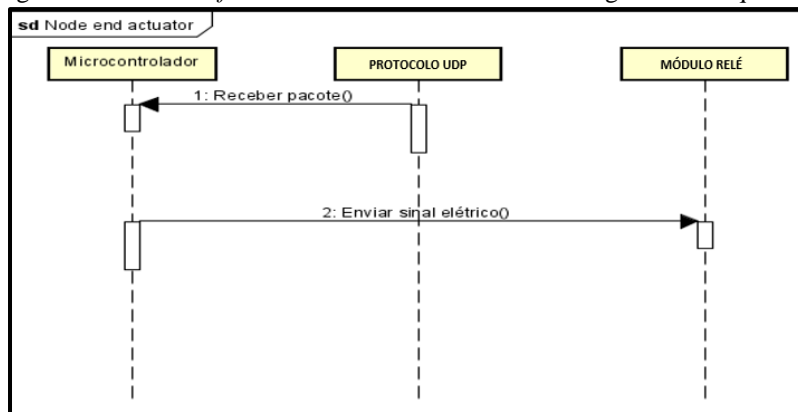 sd Node end actuator
Microcontrolador
PROTOCOLO UDP
MÓDULO RELÉ
1: Receber pacote()
2: Enviar sinal elétrico()